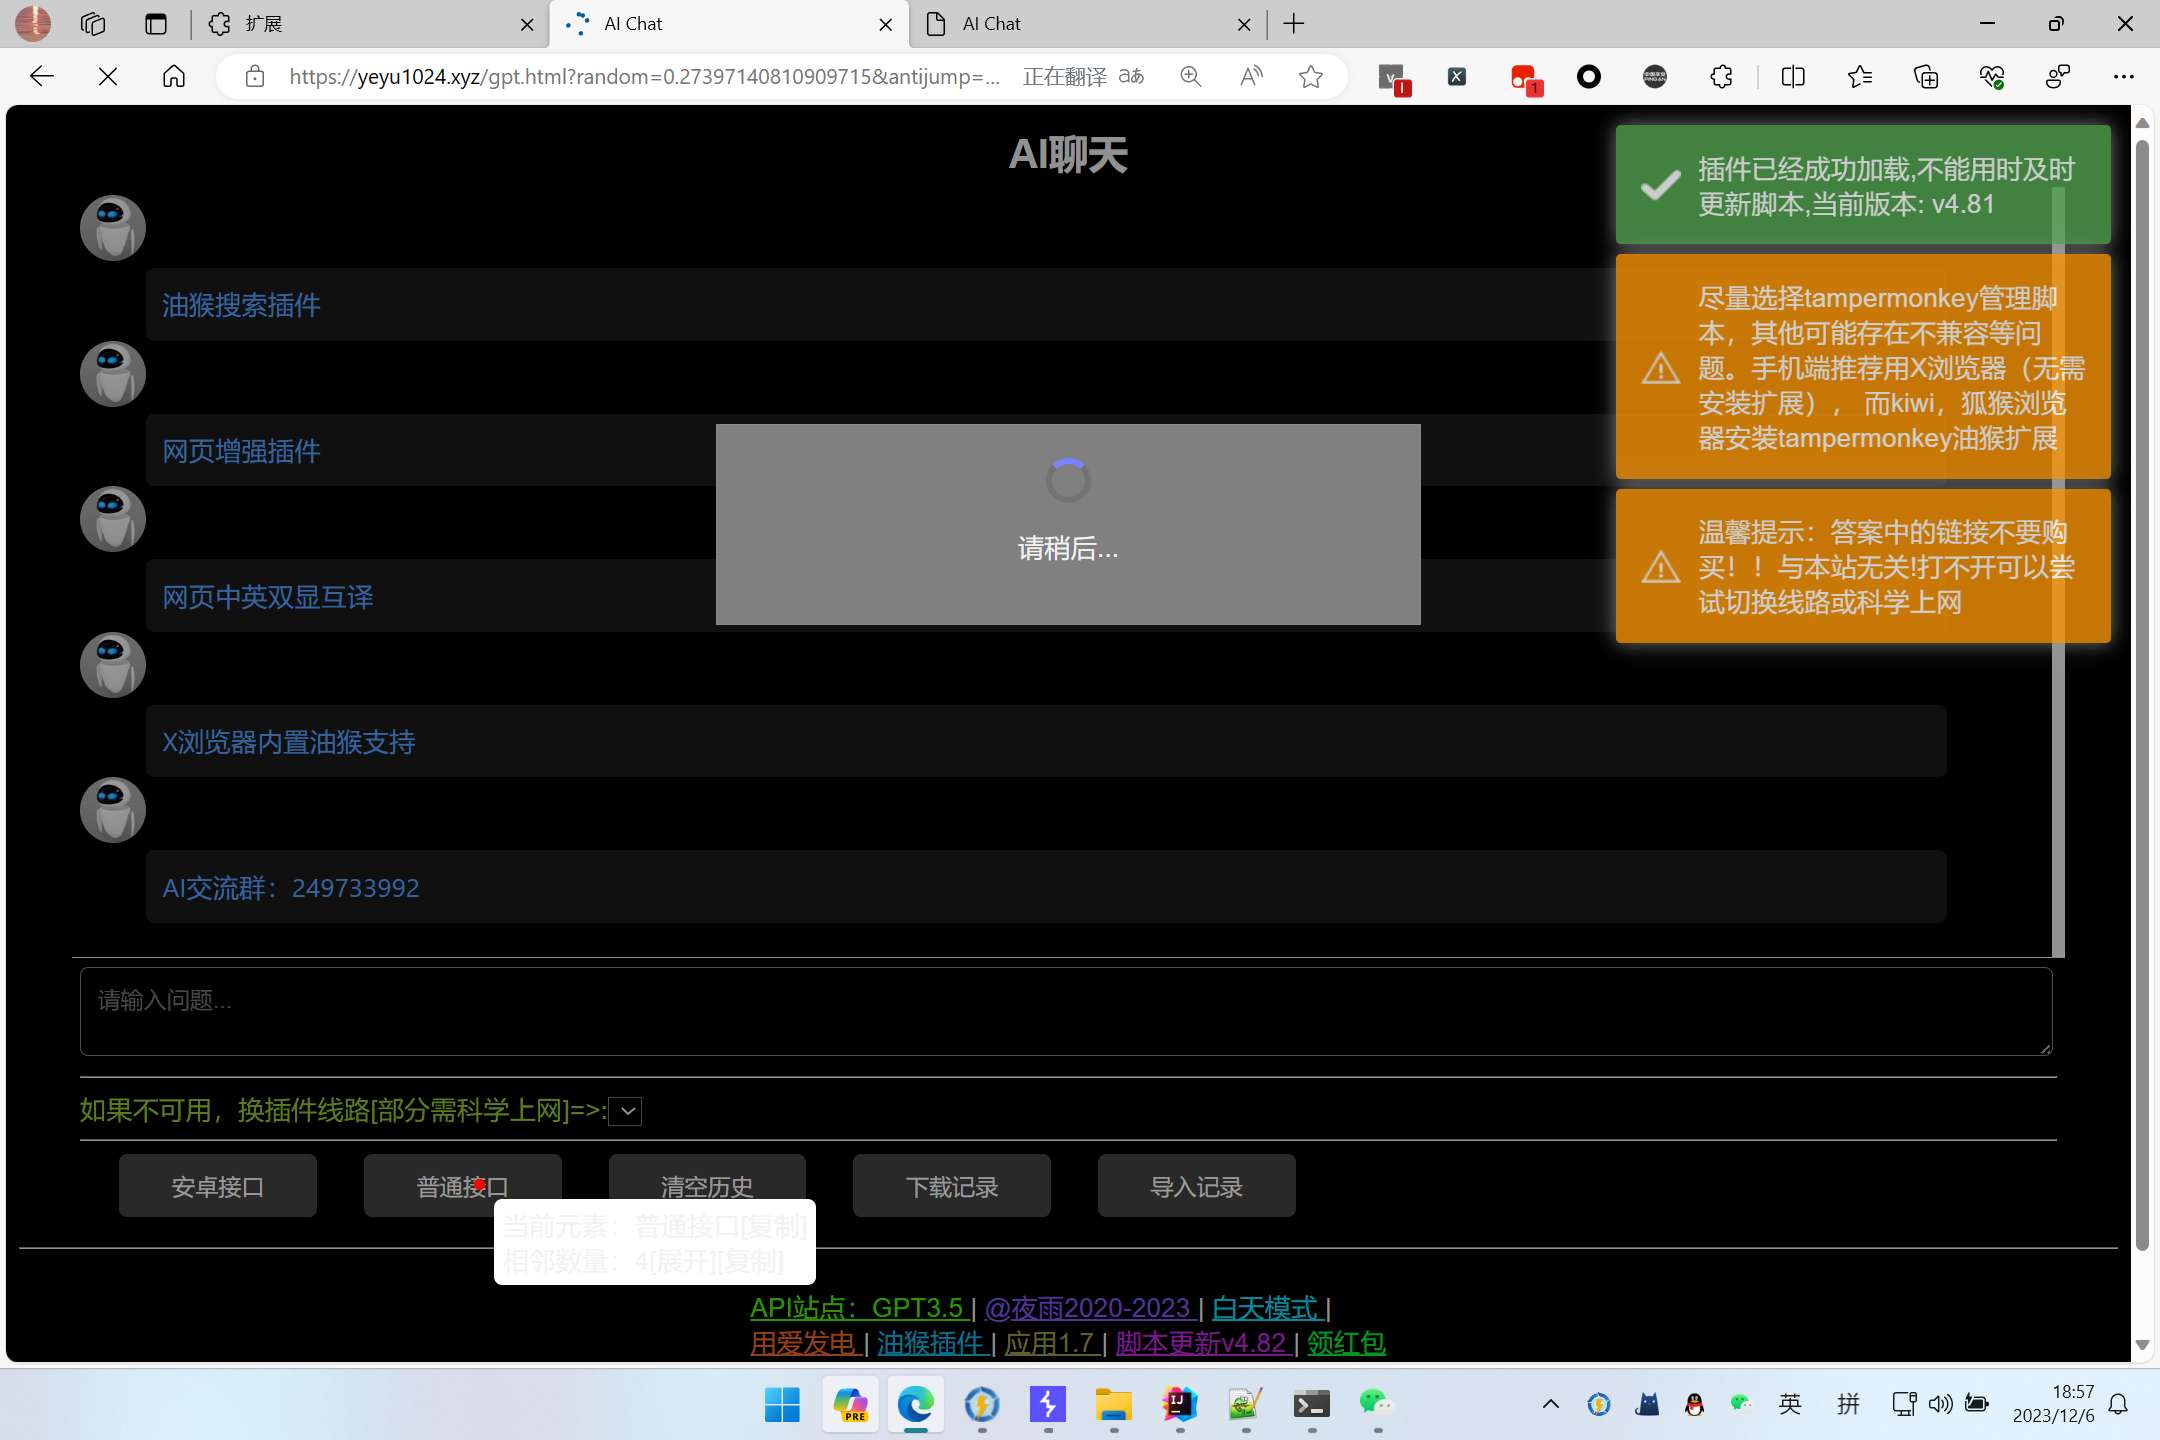 扩展
AI Chat
AI Chat
https://yeyu1024.xyz/gpt.html?random=0.27397140810909715&antijump=...
正在翻译
AI聊天
油猴搜索插件
网页增强插件
网页中英双显互译
X浏览器内置油猴支持
AI交流群：249733992
请稍后...
插件已经成功加载,不能用时及时
更新脚本,当前版本: v4.81
尽量选择tampermonkey管理脚
本，其他可能存在不兼容等问
题。手机端推荐用X浏览器（无需
安装扩展）， 而kiwi，狐猴浏览
器安装tampermonkey油猴扩展
温馨提示：答案中的链接不要购
买！！与本站无关!打不开可以尝
试切换线路或科学上网
请输入问题...
如果不可用，换插件线路[部分需科学上网]=>:
安卓接口
普通接口
清空历史
下载记录
导入记录
当前元素：普通接口[复制]
相邻数量：4[展开][复制]
API站点：GPT3.5 | @夜雨2020-2023 | 白天模式 |
用爱发电 | 油猴插件 | 应用1.7 | 脚本更新v4.82 | 领红包
PRE
英
拼
18:57
2023/12/6